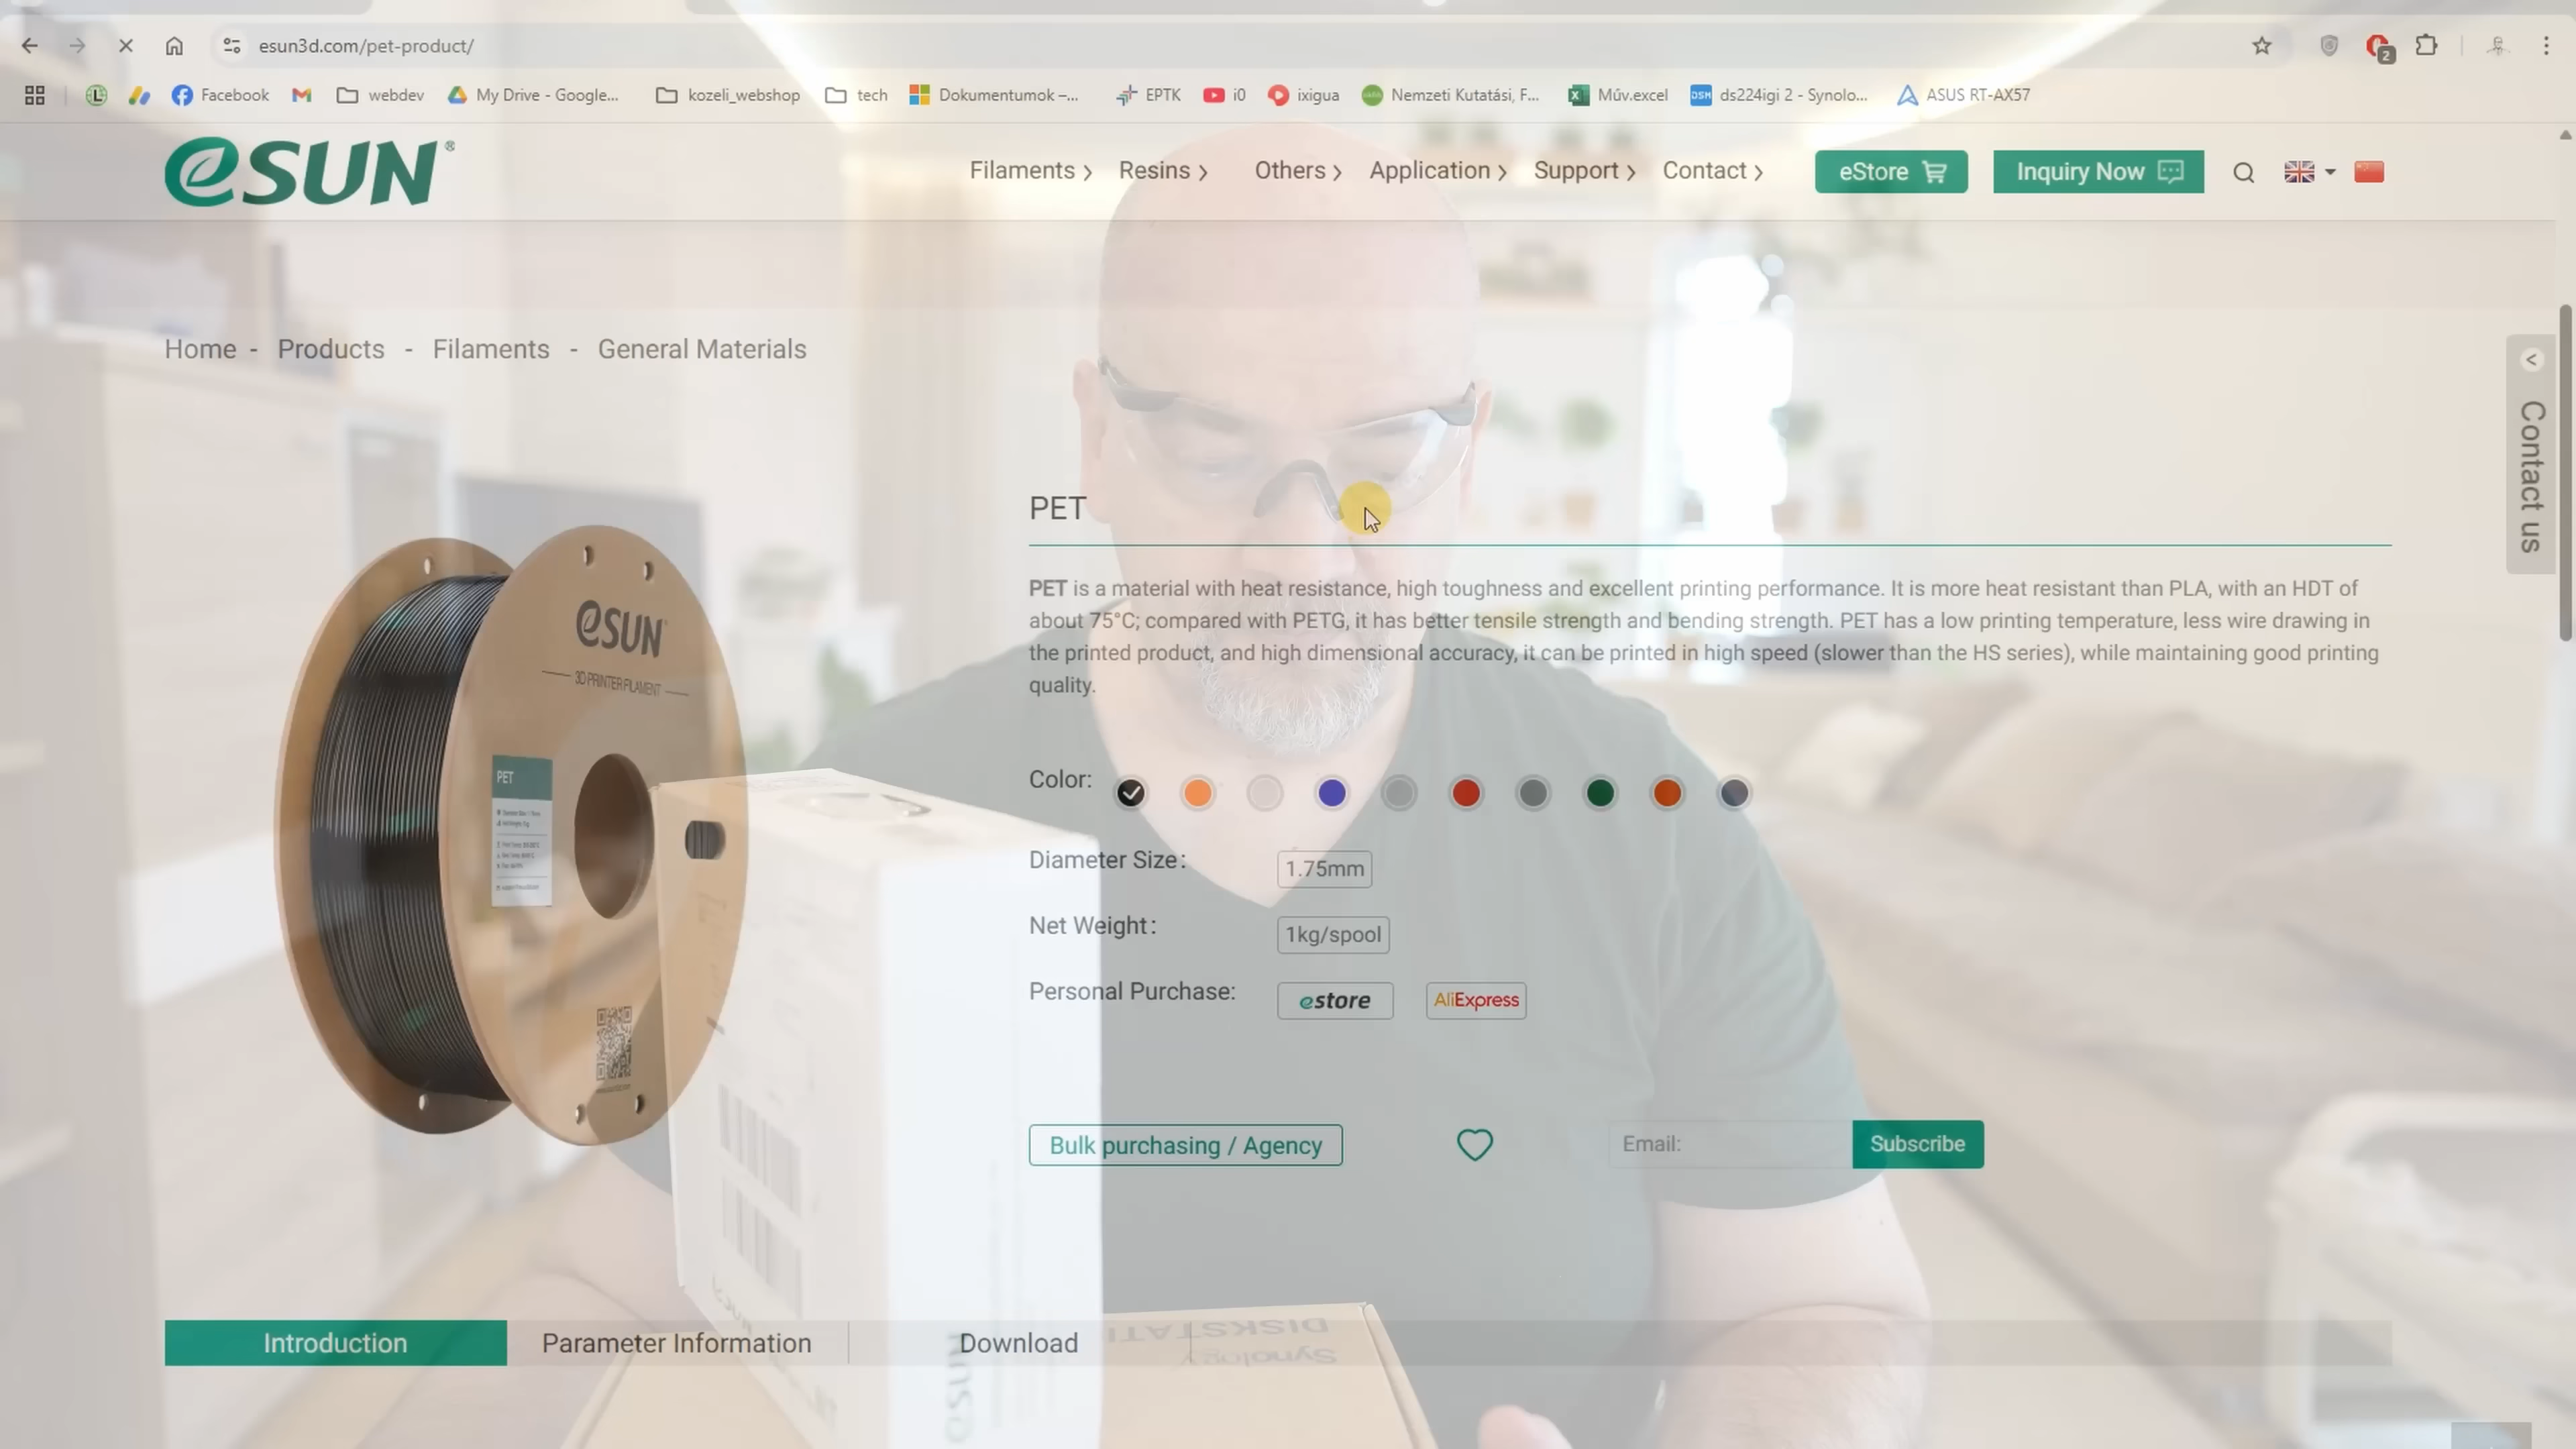 esun3d.com/pet-product/
2
Facebook
webdev
My Drive - Google...
kozeli_webshop
tech
Dokumentumok –...
EPTK
i0
ixigua
Nemzeti Kutatási, F...
Műv.excel
DSM
ds224igi 2 - Synolo...
ASUS RT-AX57
eSUN®
Filaments >
Resins >
Others >
Application >
Support >
Contact >
eStore
Inquiry Now
Home - Products - Filaments - General Materials
<
Contact us
PET
PET is a material with heat resistance, high toughness and excellent printing performance. It is more heat resistant than PLA, with an HDT of
about 75°C; compared with PETG, it has better tensile strength and bending strength. PET has a low printing temperature, less wire drawing in
the printed product, and high dimensional accuracy, it can be printed in high speed (slower than the HS series), while maintaining good printing
quality.
eSUN
3D PRINTER FILAMENT
PET
Color:
Diameter Size:
1.75mm
Net Weight:
1kg/spool
Personal Purchase:
estore
AliExpress
Bulk purchasing / Agency
Email:
Subscribe
Introduction
Parameter Information
Download
DISKSTATI
Synology
eSUN